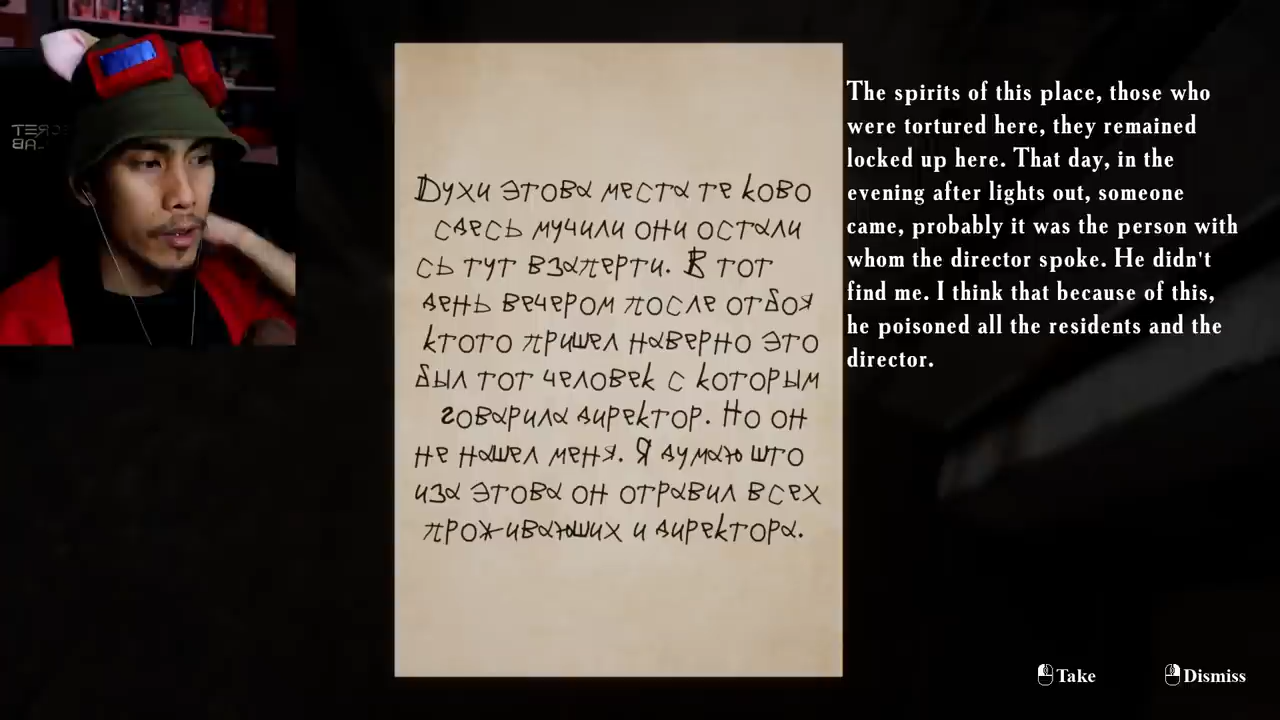 Духи этова места те ково
сдесь мучили они остали
сь тут взаперти. В тот
день вечером после отбоя
ктото пришел наверно это
был тот человек с которым
говарила директор. Но он
не нашел меня. Я думаю што
иза этова он отравил всех
проживаюших и директора.
The spirits of this place, those who
were tortured here, they remained
locked up here. That day, in the
evening after lights out, someone
came, probably it was the person with
whom the director spoke. He didn't
find me. I think that because of this,
he poisoned all the residents and the
director.
Take
Dismiss